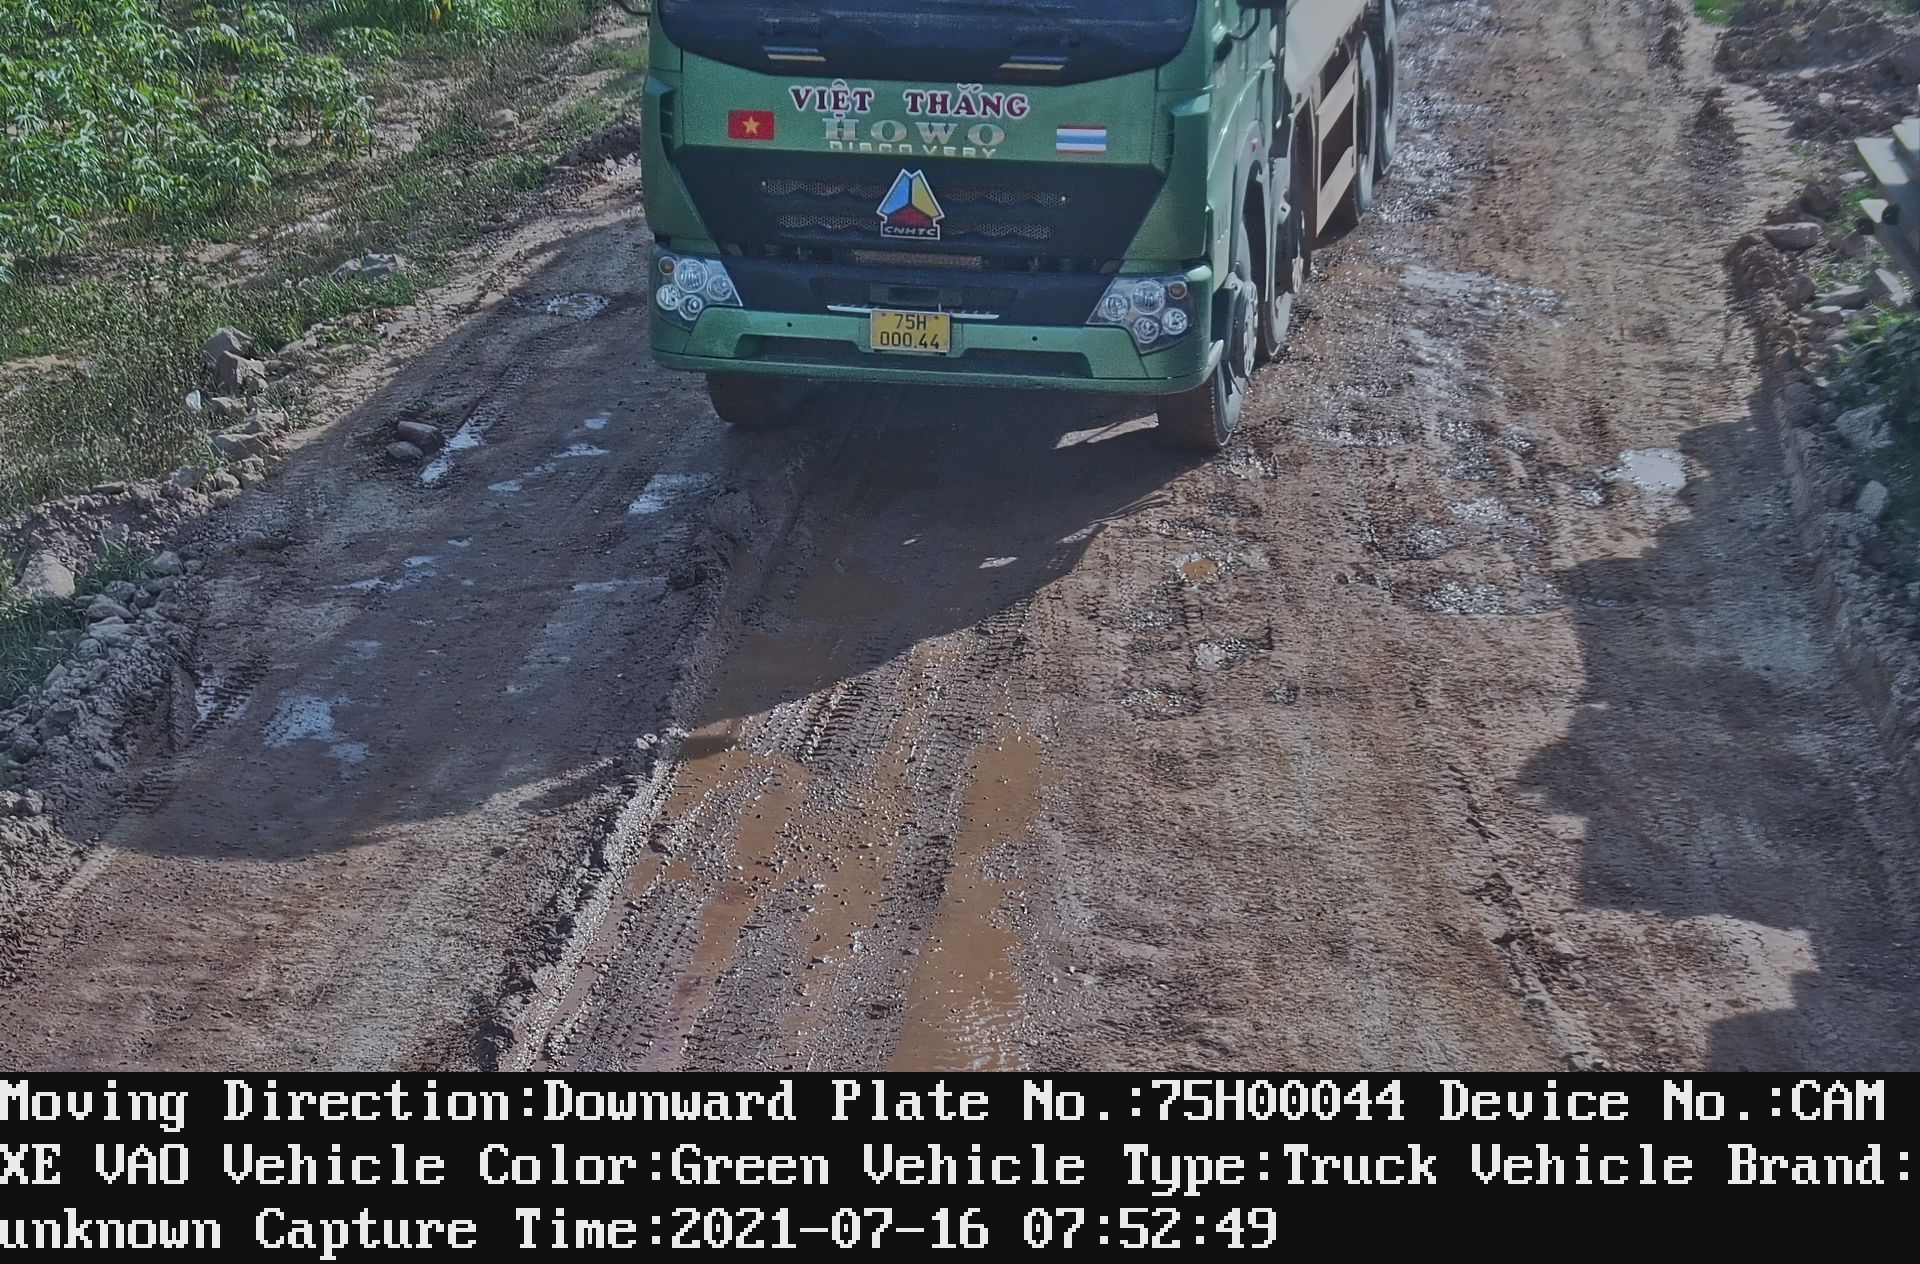 VIỆT THẮNG
HOWO
DISCOVERY
CNHTC
75H
000.44
Moving Direction:Downward Plate No.:75H00044 Device No.:CAM
XE VAO Vehicle Color:Green Vehicle Type:Truck Vehicle Brand:
unknown Capture Time:2021-07-16 07:52:49